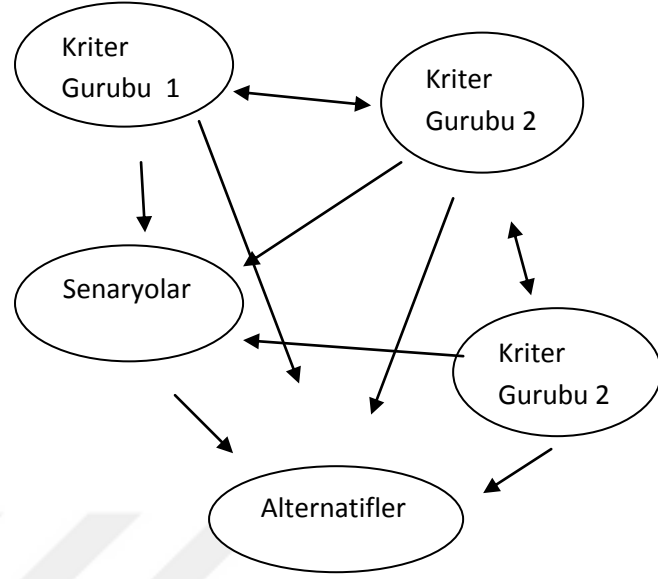 Kriter
Gurubu  1
Kriter
Gurubu 2
Senaryolar
Kriter
Gurubu 2
Alternatifler